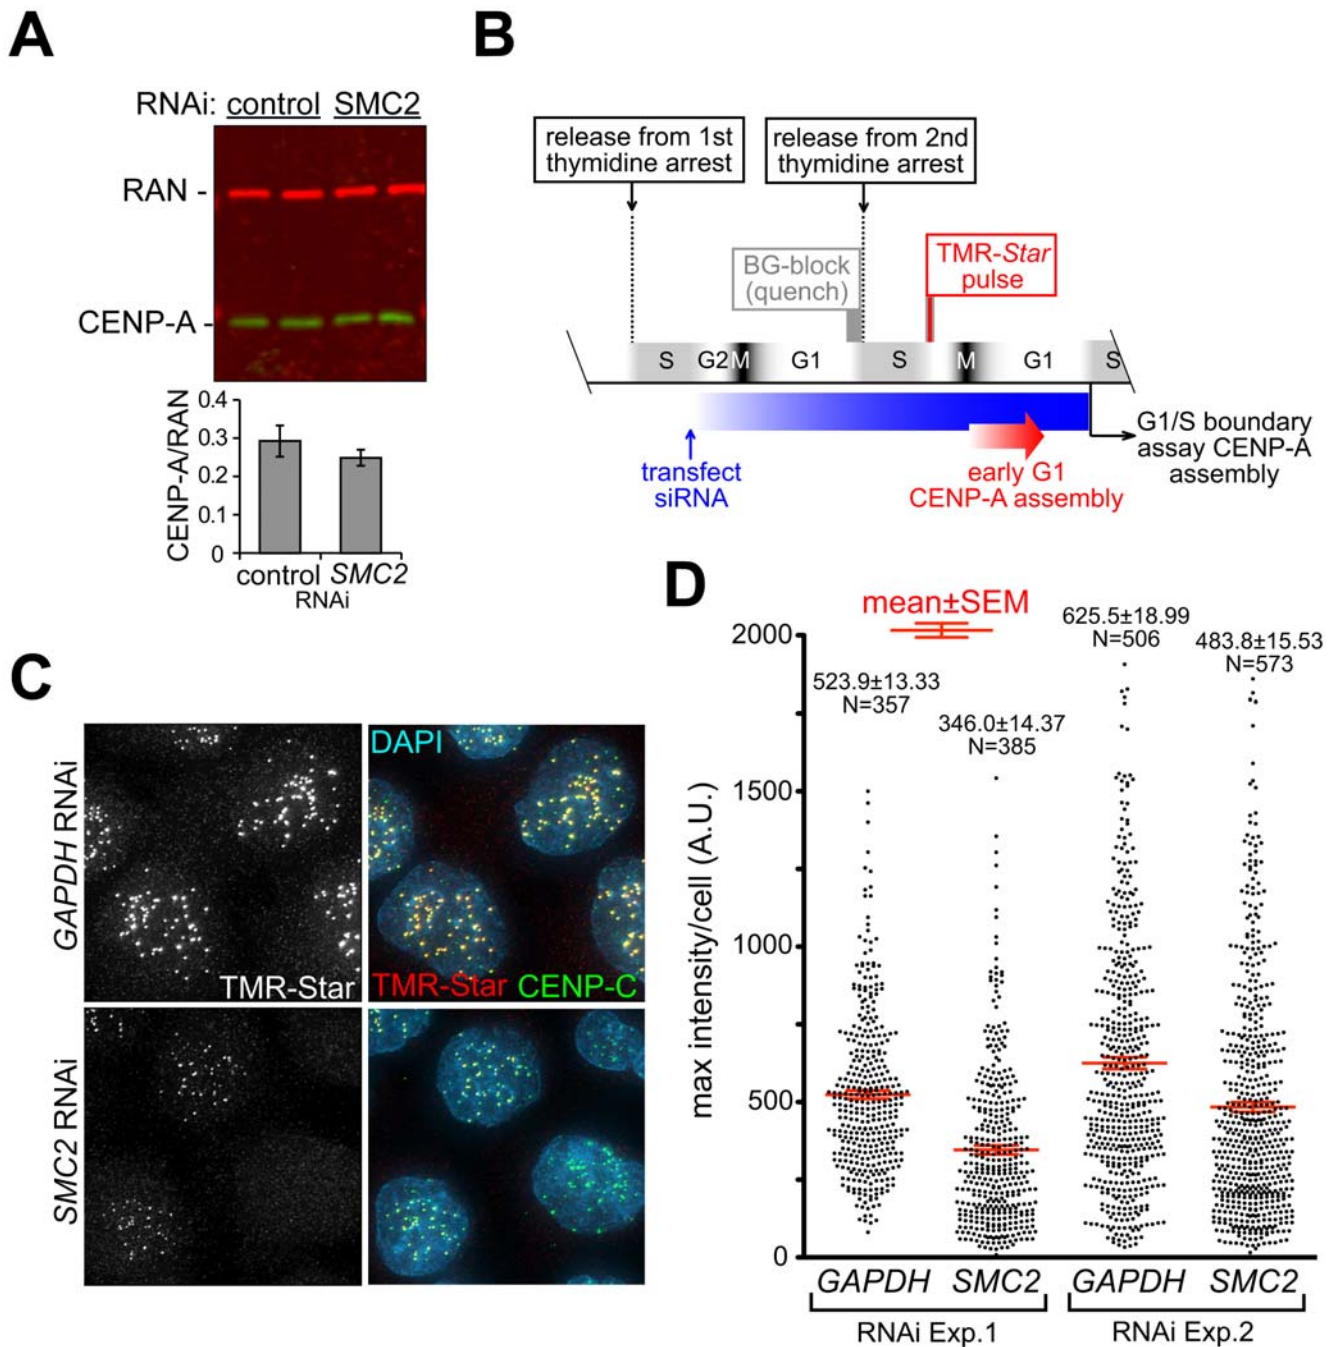 A
RNAi: control SMC2
RAN -
CENP-A -
0.4
0.3
0.2
0.1
0
CENP-A/RAN
control SMC2
RNAi
B
release from 1st
thymidine arrest
release from 2nd
thymidine arrest
BG-block
(quench)
TMR-Star
pulse
S G2 M G1 S M G1 S
transfect
siRNA
early G1
CENP-A assembly
G1/S boundary
assay CENP-A
assembly
C
GAPDH RNAi
TMR-Star
DAPI
TMR-Star CENP-C
SMC2 RNAi
D
mean±SEM
max intensity/cell (A.U.)
2000
1500
1000
500
0
523.9±13.33
N=357
346.0±14.37
N=385
625.5±18.99
N=506
483.8±15.53
N=573
GAPDH SMC2 GAPDH SMC2
RNAi Exp.1 RNAi Exp.2